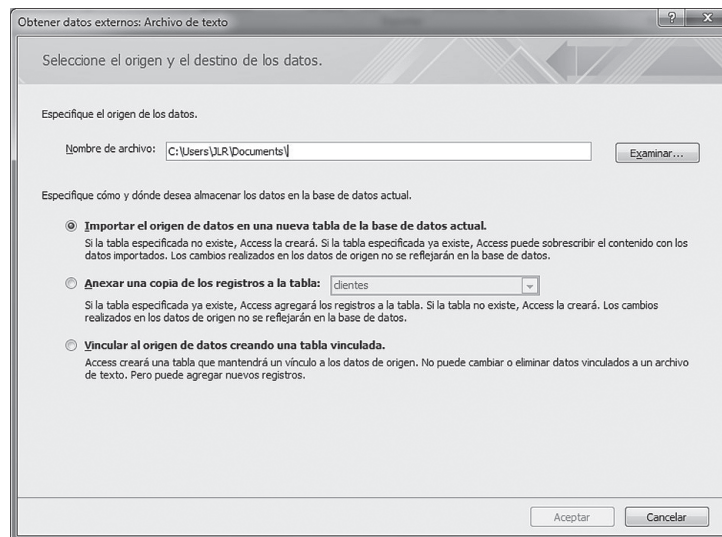 Obtener datos externos: Archivo de texto
Seleccione el origen y el destino de los datos.
Especifique el origen de los datos.
Nombre de archivo: C:\Users\JLR\Documents\ Examinar...
Especifique cómo y dónde desea almacenar los datos en la base de datos actual.
Importar el origen de datos en una nueva tabla de la base de datos actual.
Si la tabla especificada no existe, Access la creará. Si la tabla especificada ya existe, Access puede sobrescribir el contenido con los
datos importados. Los cambios realizados en los datos de origen no se reflejarán en la base de datos.
Anexar una copia de los registros a la tabla: clientes
Si la tabla especificada ya existe, Access agregará los registros a la tabla. Si la tabla no existe, Access la creará. Los cambios
realizados en los datos de origen no se reflejarán en la base de datos.
Vincular al origen de datos creando una tabla vinculada.
Access creará una tabla que mantendrá un vínculo a los datos de origen. No puede cambiar o eliminar datos vinculados a un archivo
de texto. Pero puede agregar nuevos registros.
Aceptar Cancelar